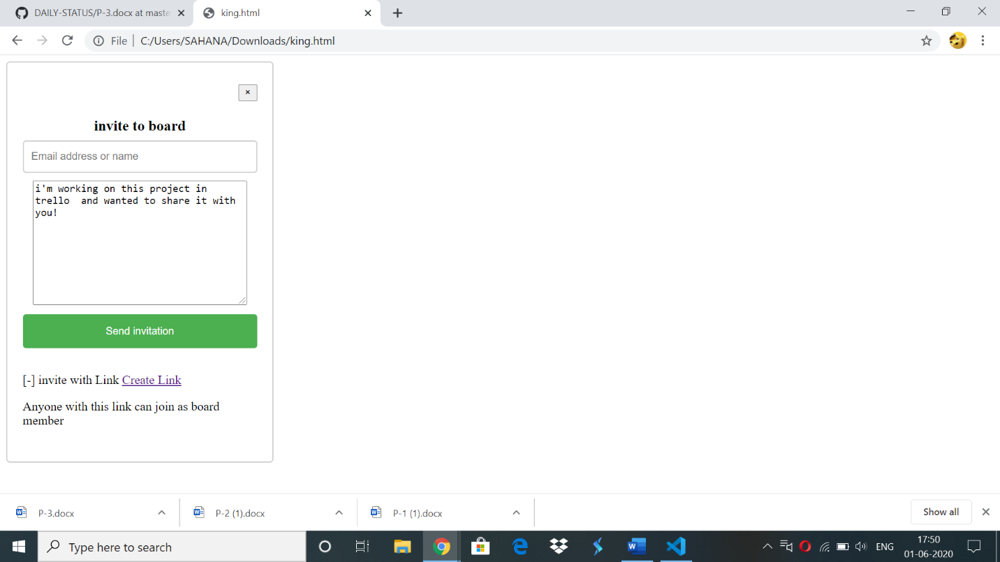 DAILY-STATUS/P-3.docx at maste
king.html
File
C:/Users/SAHANA/Downloads/king.html
×
invite to board
Email address or name
i'm working on this project in
trello  and wanted to share it with
you!
Send invitation
[-] invite with Link Create Link
Anyone with this link can join as board
member
P-3.docx
P-2 (1).docx
P-1 (1).docx
Show all
Type here to search
ENG
17:50
01-06-2020